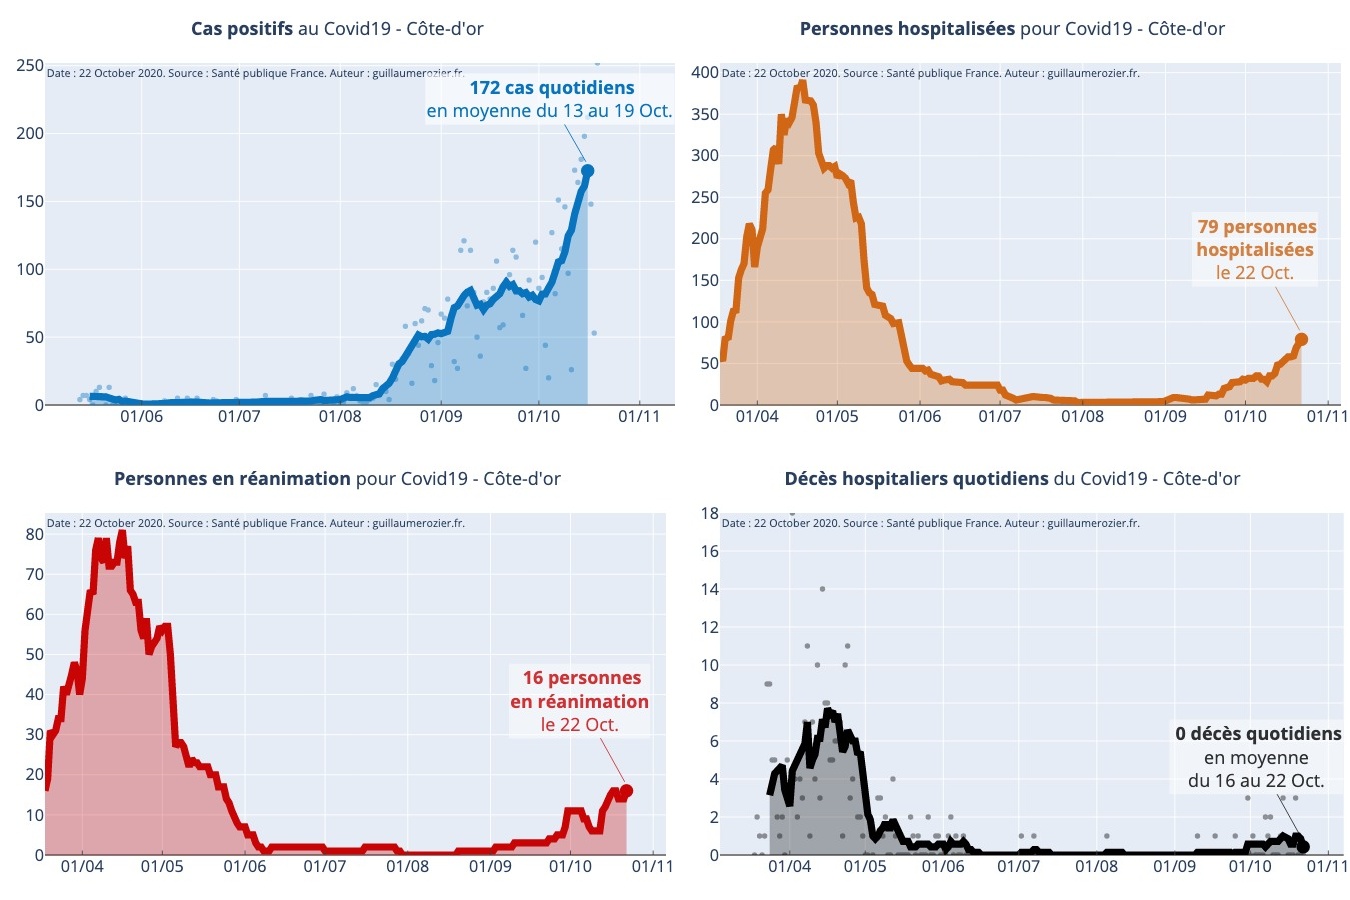 Cas positifs au Covid19 - Côte-d'or
Date : 22 October 2020. Source : Santé publique France. Auteur : guillaumerozier.fr.
172 cas quotidiens
en moyenne du 13 au 19 Oct.
250
200
150
100
50
0
01/06 01/07 01/08 01/09 01/10 01/11
Personnes hospitalisées pour Covid19 - Côte-d'or
Date : 22 October 2020. Source : Santé publique France. Auteur : guillaumerozier.fr.
79 personnes
hospitalisées
le 22 Oct.
400
350
300
250
200
150
100
50
0
01/04 01/05 01/06 01/07 01/08 01/09 01/10 01/11
Personnes en réanimation pour Covid19 - Côte-d'or
Date : 22 October 2020. Source : Santé publique France. Auteur : guillaumerozier.fr.
16 personnes
en réanimation
le 22 Oct.
80
70
60
50
40
30
20
10
0
01/04 01/05 01/06 01/07 01/08 01/09 01/10 01/11
Décès hospitaliers quotidiens du Covid19 - Côte-d'or
Date : 22 October 2020. Source : Santé publique France. Auteur : guillaumerozier.fr.
0 décès quotidiens
en moyenne
du 16 au 22 Oct.
18
16
14
12
10
8
6
4
2
0
01/04 01/05 01/06 01/07 01/08 01/09 01/10 01/11